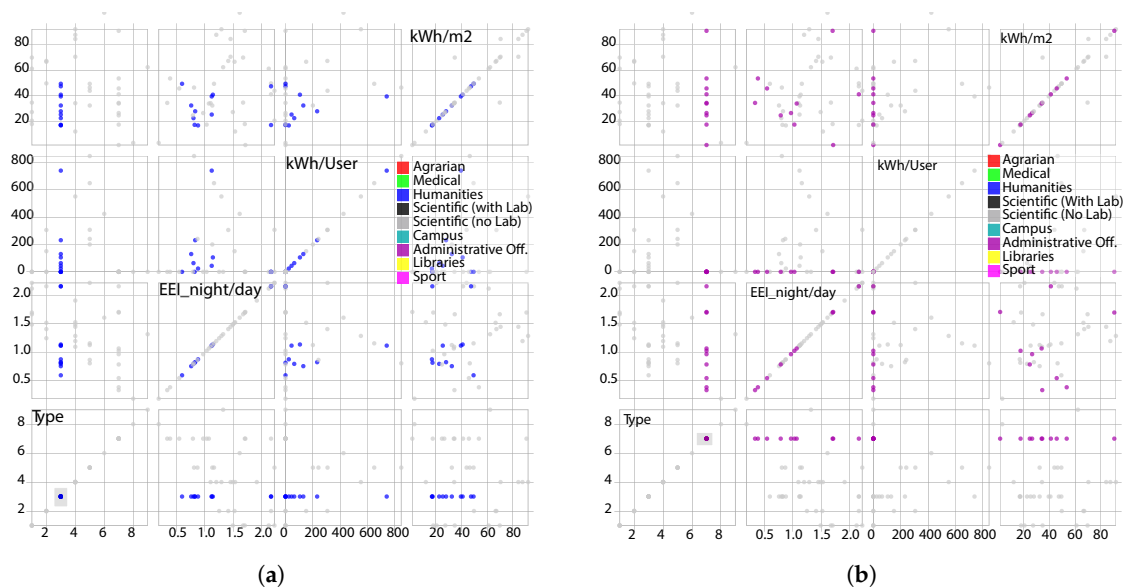 kWh/m2
80
60
40
20
kWh/User
800
600
400
200
0
Agrarian
Medical
Humanities
Scientific (with Lab)
Scientific (no Lab)
Campus
Administrative Off.
Libraries
Sport
EEI_night/day
2.0
1.5
1.0
0.5
Type
8
6
4
2
2 4 6 8 0.5 1.0 1.5 2.0 0 200 400 600 800 20 40 60 80
(a)
kWh/m2
80
60
40
20
kWh/User
800
600
400
200
0
Agrarian
Medical
Humanities
Scientific (With Lab)
Scientific (No Lab)
Campus
Administrative Off.
Libraries
Sport
EEI_night/day
2.0
1.5
1.0
0.5
Type
8
6
4
2
2 4 6 8 0.5 1.0 1.5 2.0 0 200 400 600 800 20 40 60 80
(b)